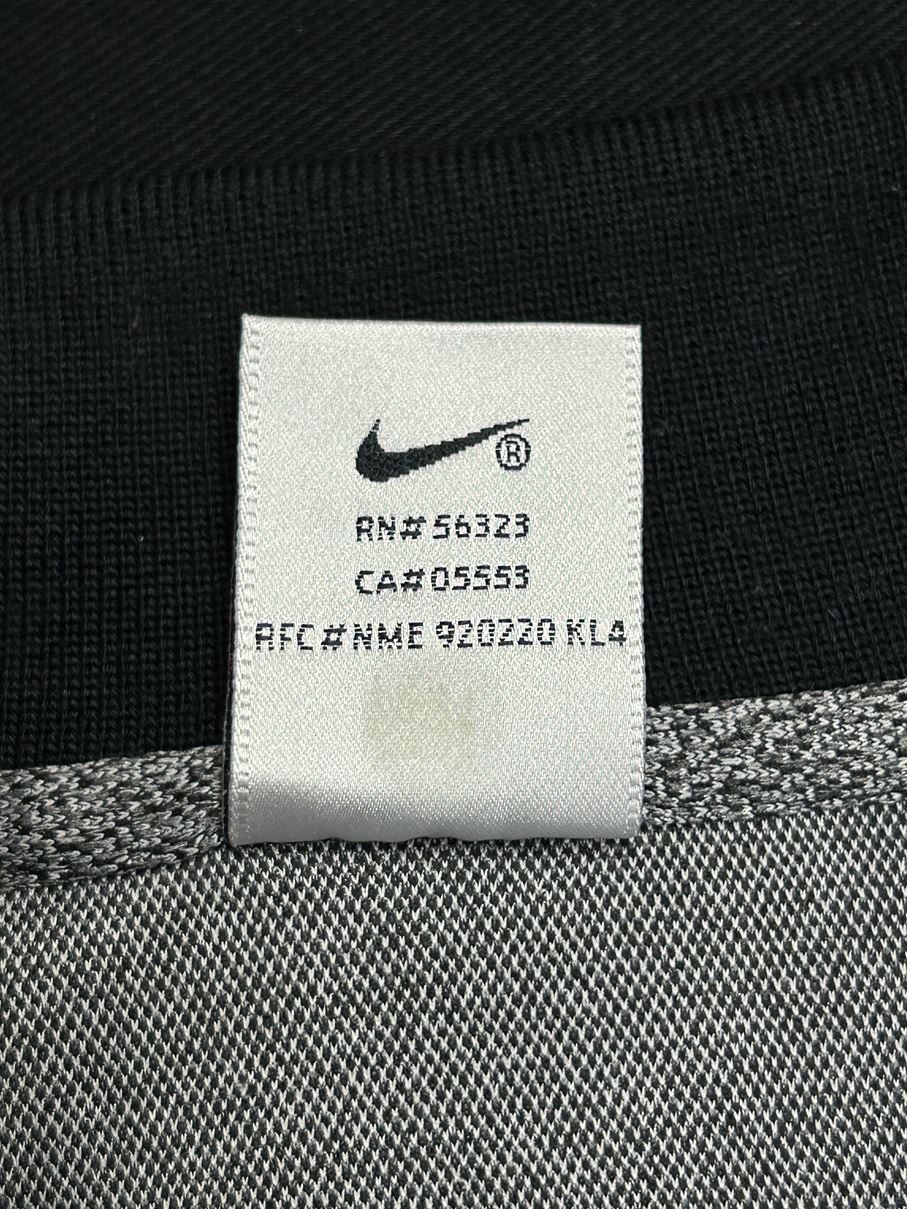 ®
RN# 56323
CA# 05553
RFC# NME 920220 KL4